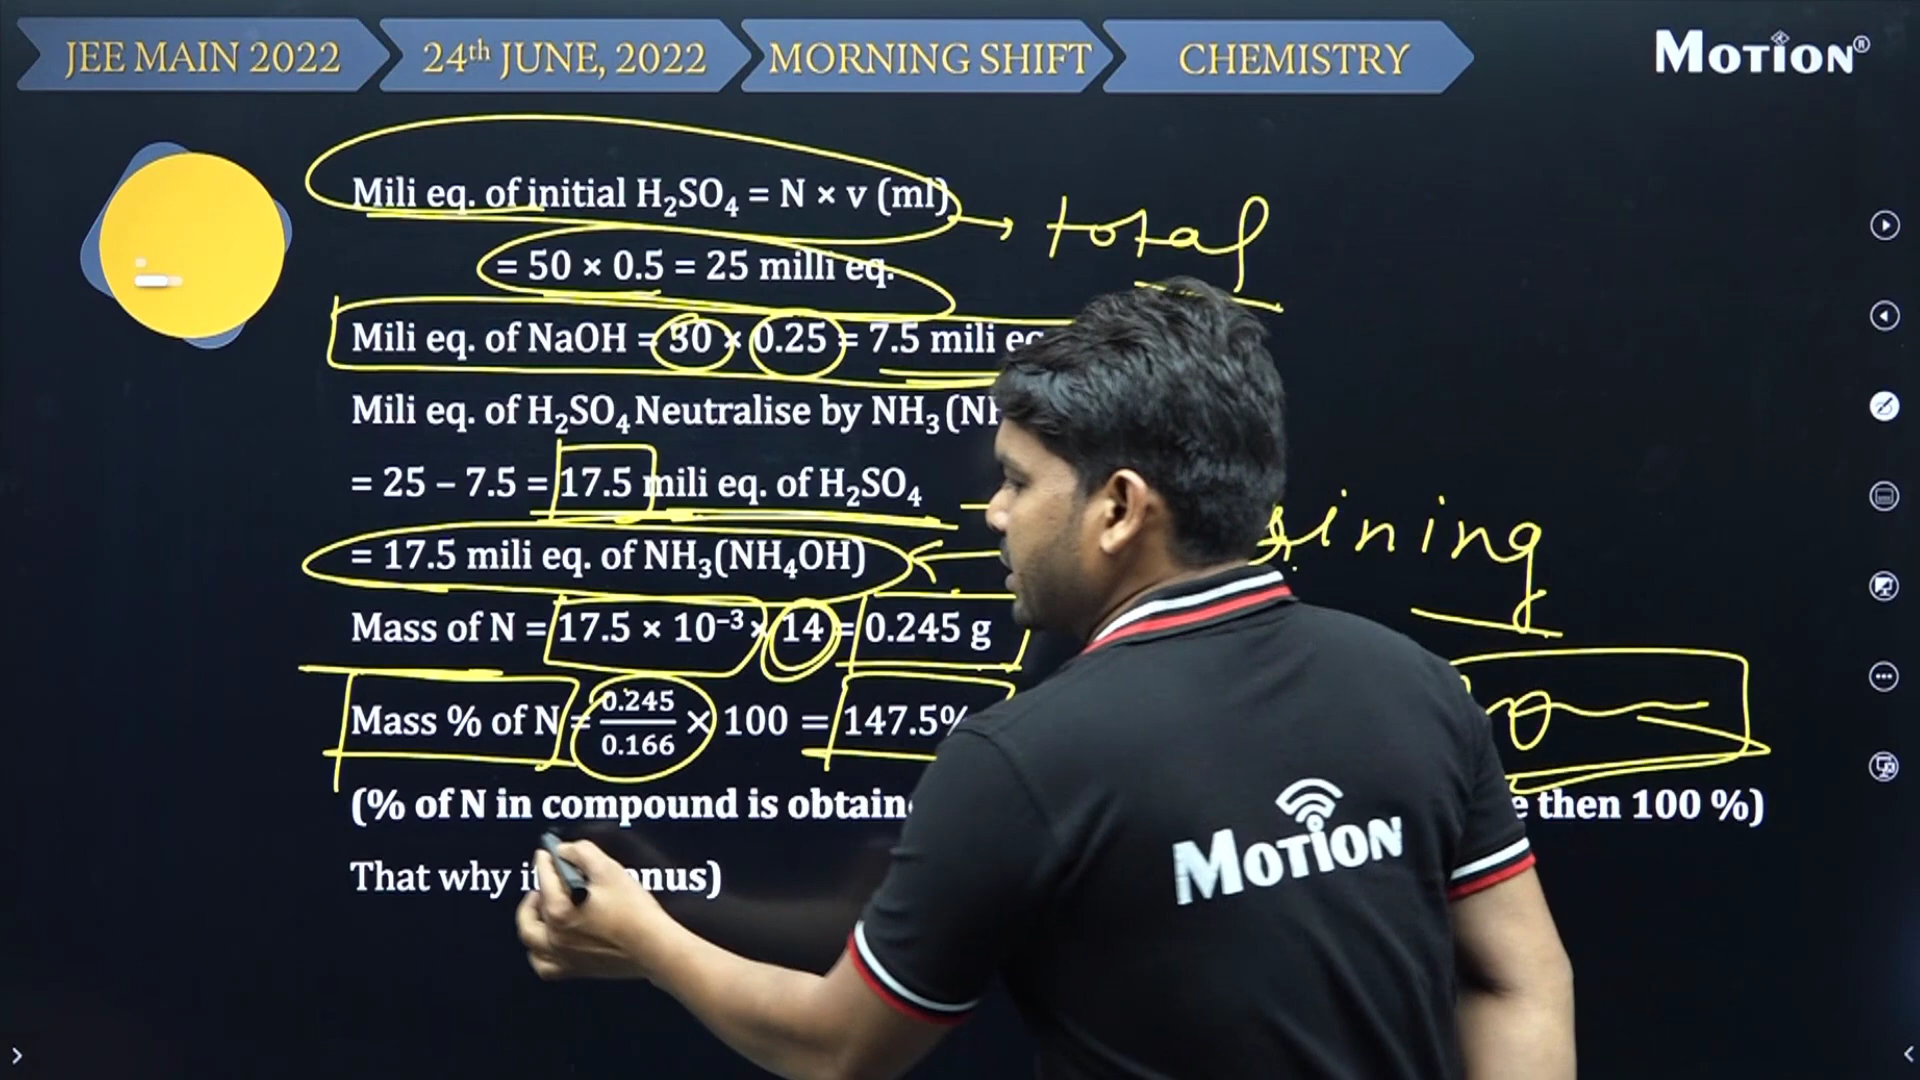 JEE MAIN 2022 24th JUNE, 2022 MORNING SHIFT CHEMISTRY MOTION®
Mili eq. of initial H₂SO₄ = N × v (ml) → total
= 50 × 0.5 = 25 milli eq.
Mili eq. of NaOH = 30 × 0.25 = 7.5 mili
Mili eq. of H₂SO₄ Neutralise by NH₃
= 25 – 7.5 = 17.5 mili eq. of H₂SO₄
ining
= 17.5 mili eq. of NH₃(NH₄OH)
Mass of N = 17.5 × 10⁻³ × 14 = 0.245 g
Mass % of N = 0.245/0.166 × 100 = 147.5%
(% of N in compound is then 100 %)
That why
MOTION